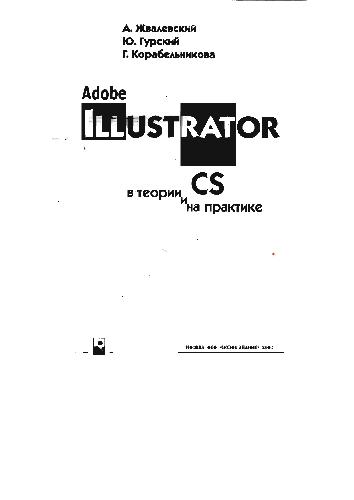 А. Жвалевский
Ю. Гурский
Г. Корабельникова
Adobe
ILLUSTRATOR
CS
в теории
и
на практике